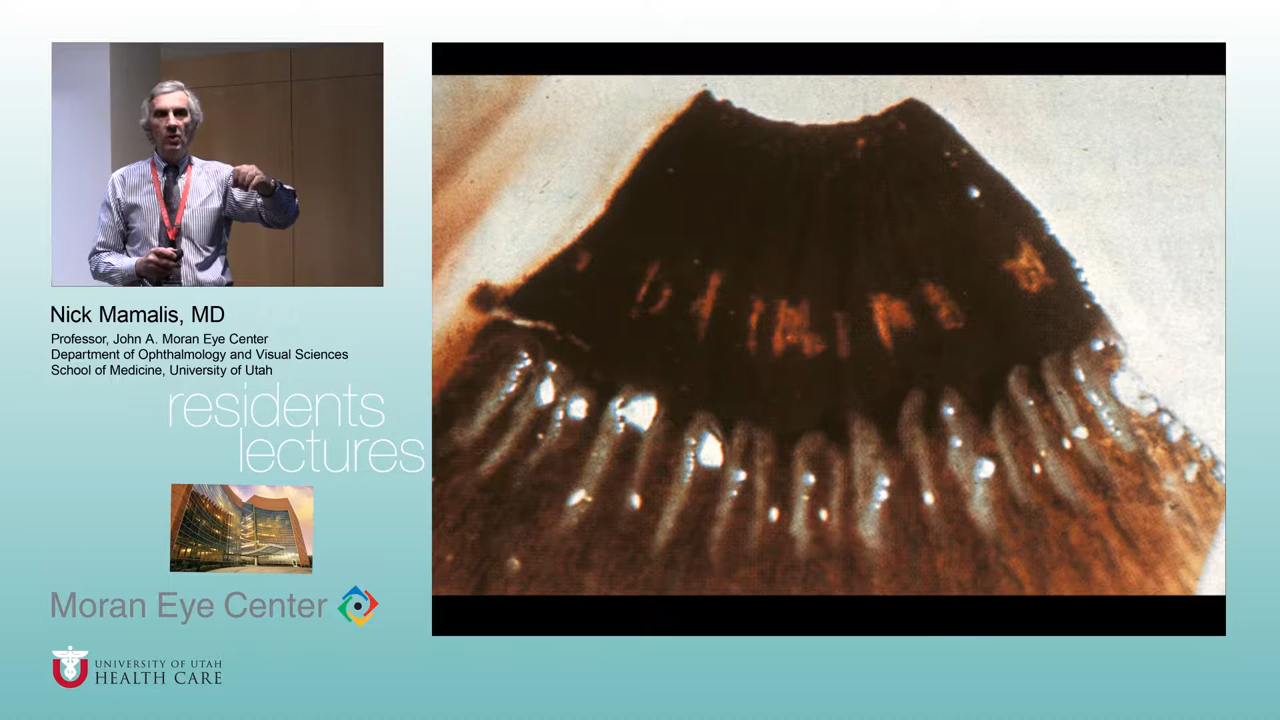 Nick Mamalis, MD
Professor, John A. Moran Eye Center
Department of Ophthalmology and Visual Sciences
School of Medicine, University of Utah
residents
lectures
Moran Eye Center
UNIVERSITY OF UTAH
HEALTH CARE